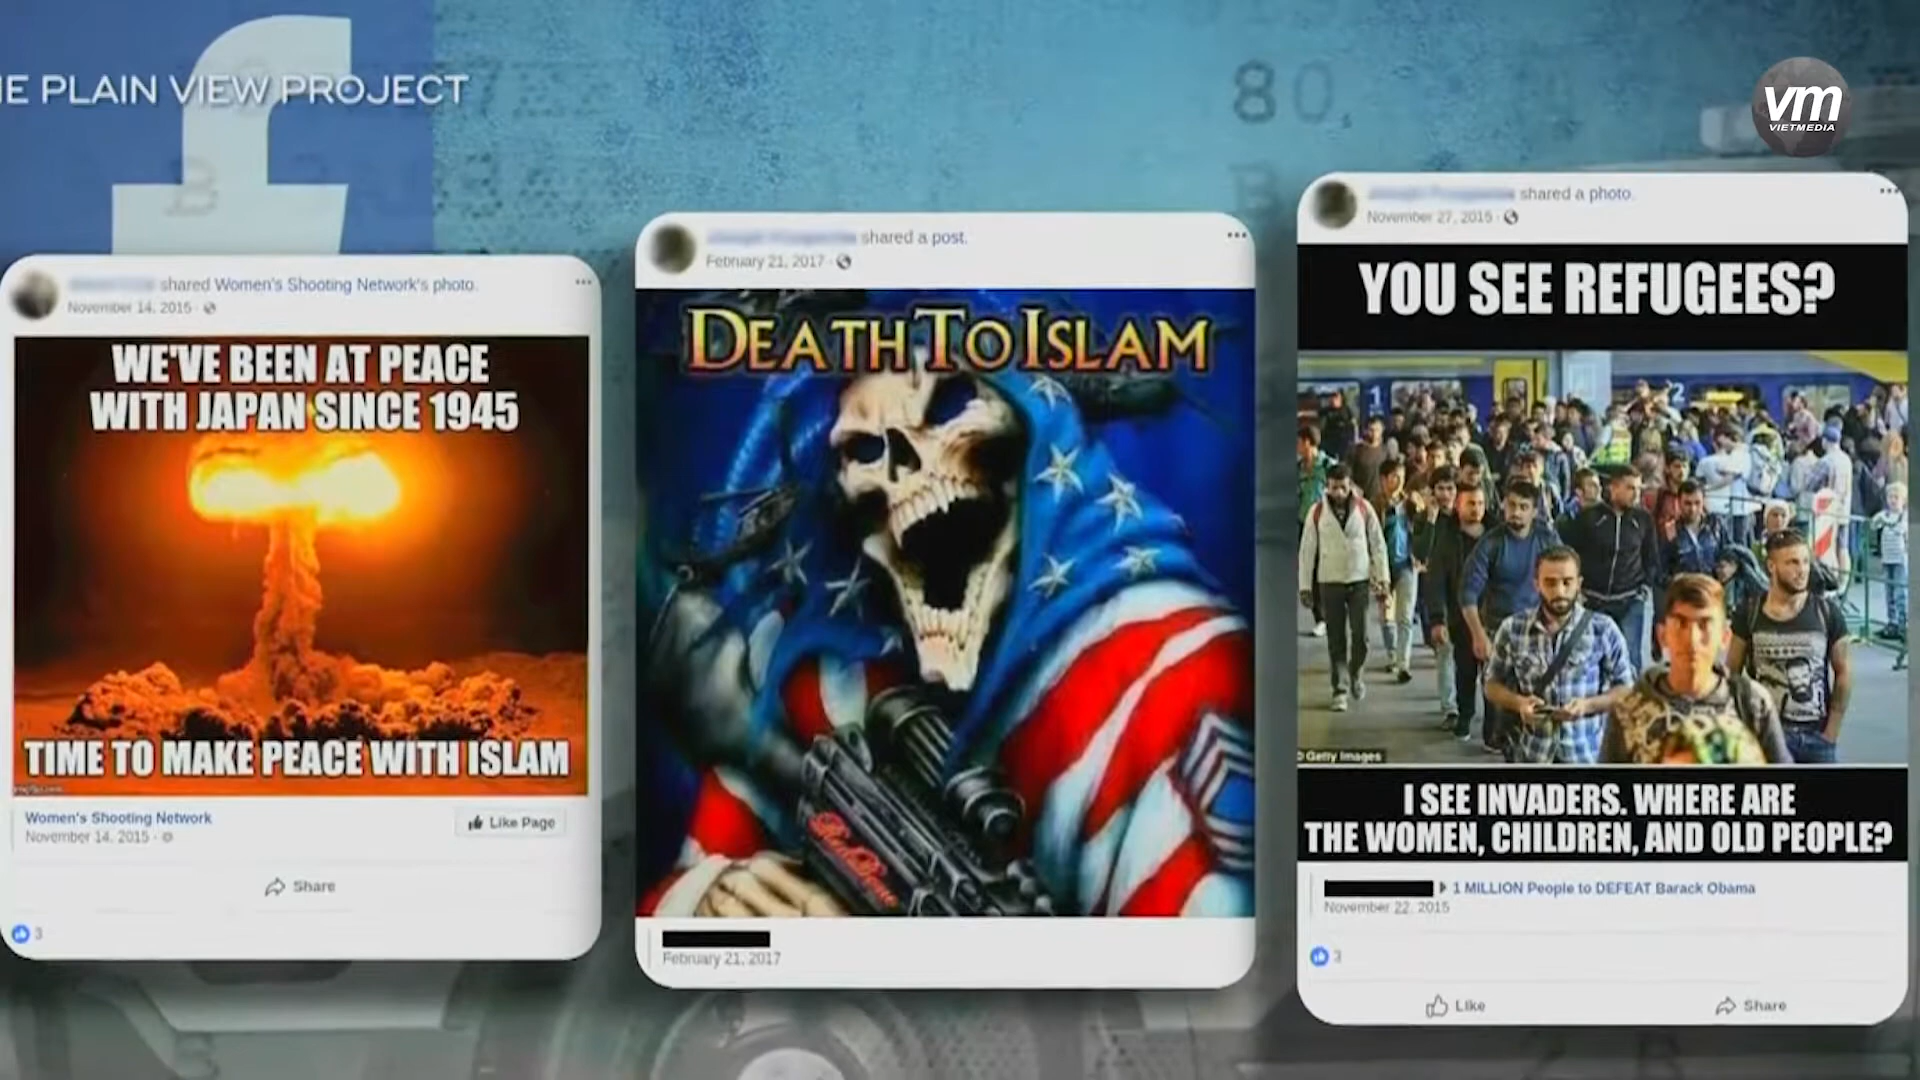 E PLAIN VIEW PROJECT
80,
B
vm
VIETMEDIA
shared Women's Shooting Network's photo.
November 14, 2015
WE'VE BEEN AT PEACE
WITH JAPAN SINCE 1945
TIME TO MAKE PEACE WITH ISLAM
Women's Shooting Network
November 14, 2015
Like Page
Share
3
shared a post.
February 21, 2017
DEATH TO ISLAM
February 21, 2017
shared a photo.
November 27, 2015
YOU SEE REFUGEES?
1
2
© Getty Images
I SEE INVADERS. WHERE ARE
THE WOMEN, CHILDREN, AND OLD PEOPLE?
1 MILLION People to DEFEAT Barack Obama
November 22, 2015
3
Like
Share